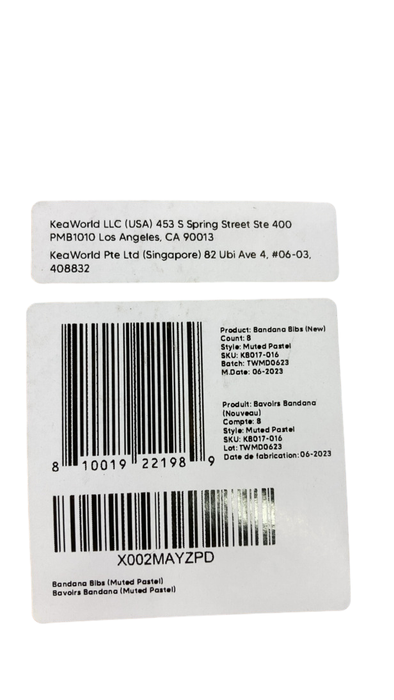 KeaWorld LLC (USA) 453 S Spring Street Ste 400
PMB1010 Los Angeles, CA 90013
KeaWorld Pte Ltd (Singapore) 82 Ubi Ave 4, #06-03,
408832
Product: Bandana Bibs (New)
Count: 8
Style: Muted Pastel
SKU: KB017-016
Batch: TWMD0623
M.Date: 06-2023
Produit: Bavoirs Bandana
(Nouveau)
Compte: 8
Style: Muted Pastel
SKU: KB017-016
Lot: TWMD0623
Date de fabrication: 06-2023
8 10019 22198 9
X002MAYZPD
Bandana Bibs (Muted Pastel)
Bavoirs Bandana (Muted Pastel)